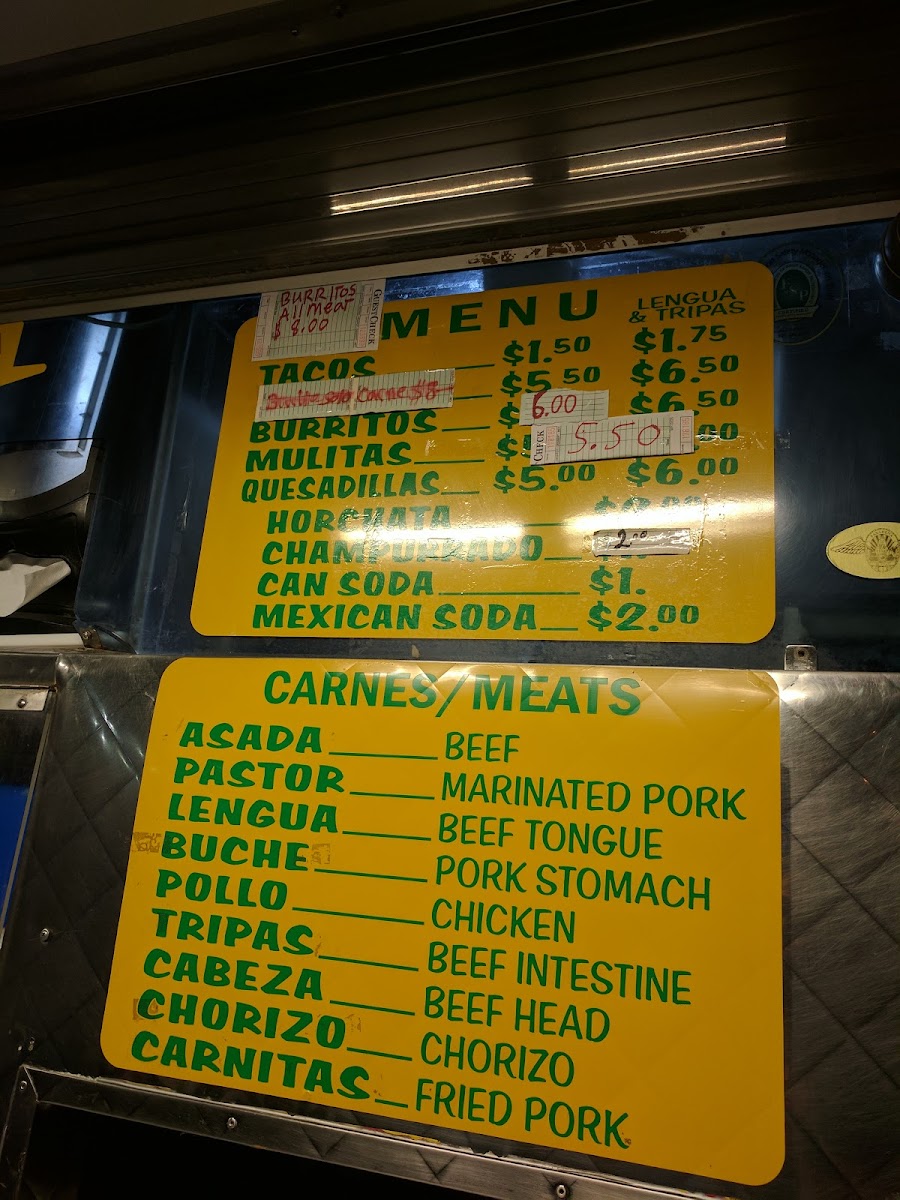 BURRITOS
All meat
$8.00
GUESTCHECK
MENU
LENGUA
& TRIPAS
TACOS $1.50 $1.75
$5.50 $6.50
Carne $8
BURRITOS 6.00 $6.50
MULITAS CHECK 5.50 .00
QUESADILLAS $5.00 $6.00
HORCHATA
CHAMPURRADO 2.00
CAN SODA $1.
MEXICAN SODA $2.00
CARNES/MEATS
ASADA BEEF
PASTOR MARINATED PORK
LENGUA BEEF TONGUE
BUCHE PORK STOMACH
POLLO CHICKEN
TRIPAS BEEF INTESTINE
CABEZA BEEF HEAD
CHORIZO CHORIZO
CARNITAS FRIED PORK